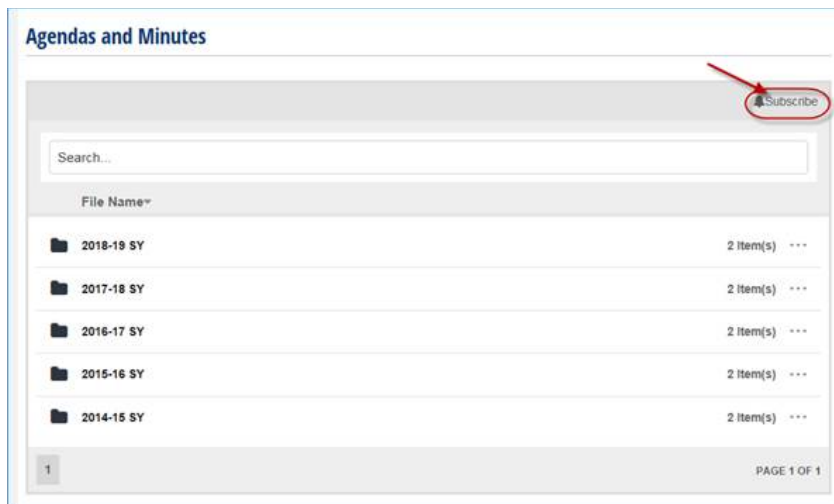 Agendas and Minutes
Subscribe
Search...
File Name
2018-19 SY 2 Item(s) ...
2017-18 SY 2 Item(s) ...
2016-17 SY 2 Item(s) ...
2015-16 SY 2 Item(s) ...
2014-15 SY 2 Item(s) ...
1 PAGE 1 OF 1